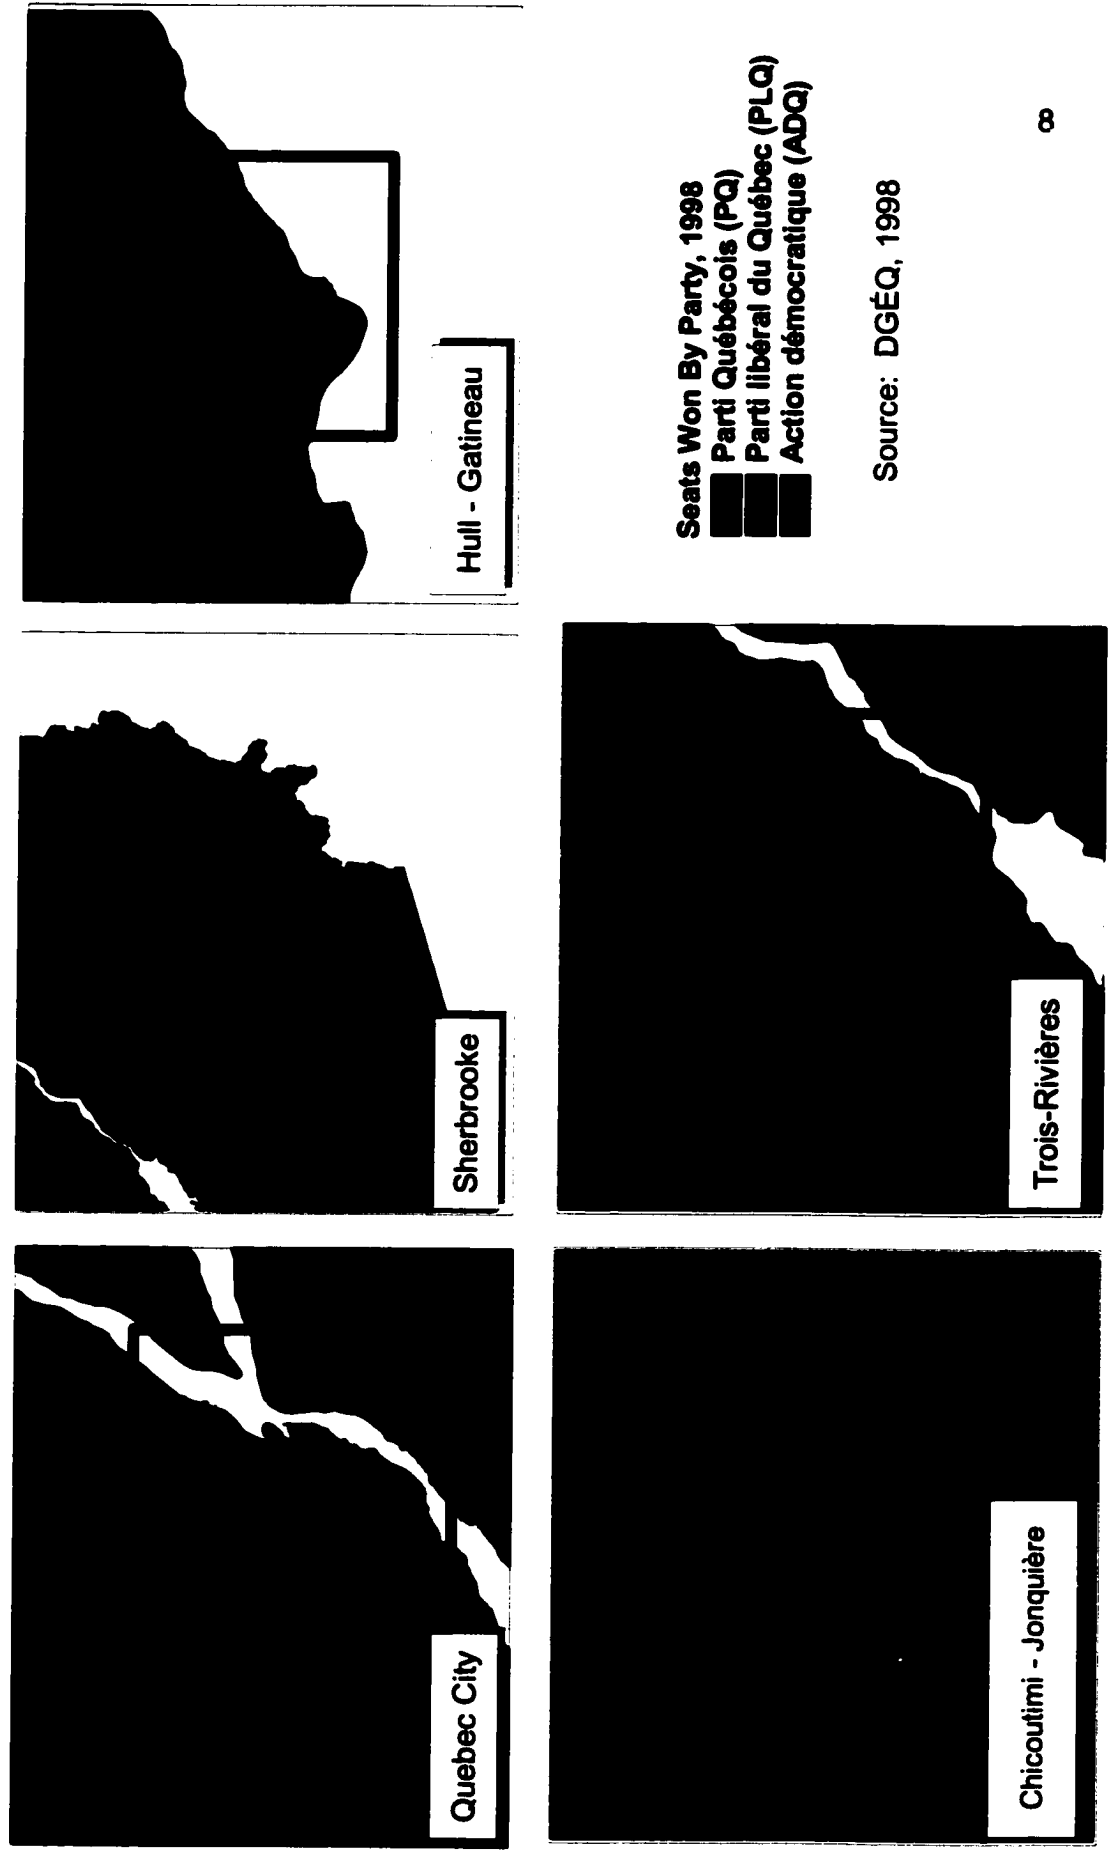 Quebec City
Sherbrooke
Hull - Gatineau
Chicoutimi - Jonquière
Trois-Rivières
Seats Won By Party, 1998
Parti Québécois (PQ)
Parti libéral du Québec (PLQ)
Action démocratique (ADQ)
Source: DGÉQ, 1998
8